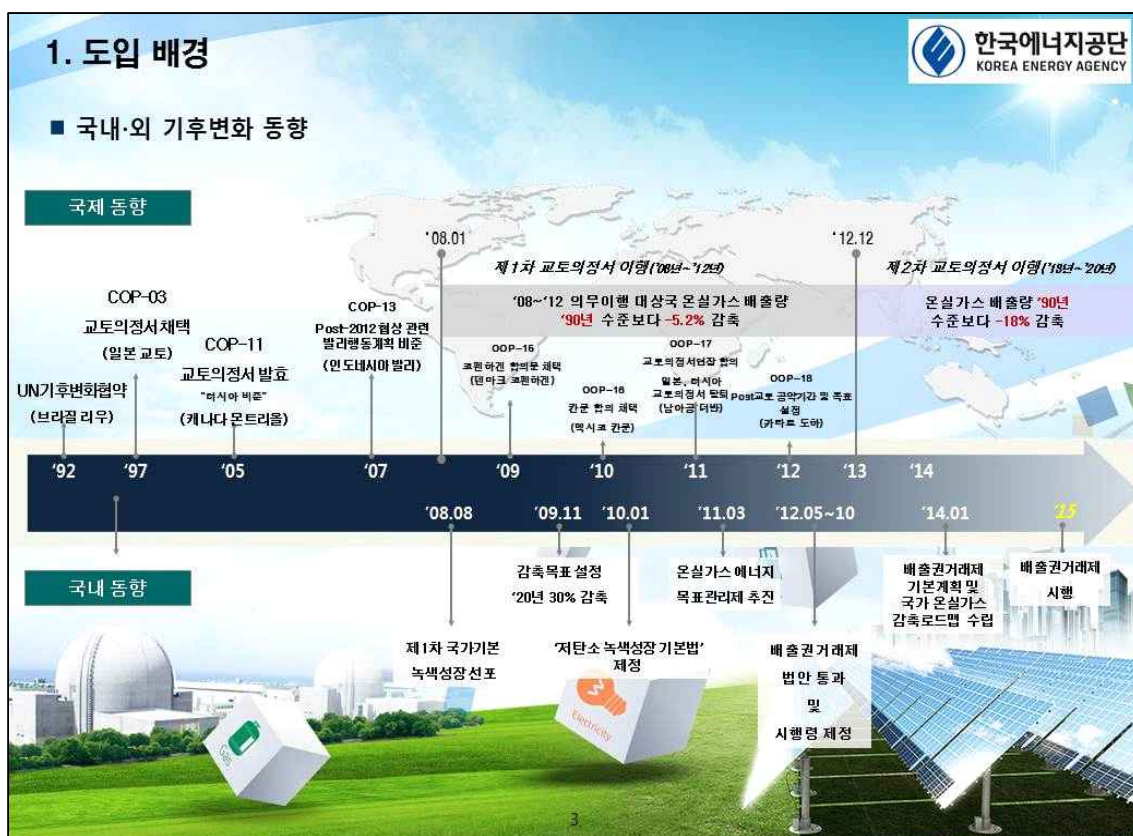 1. 도입 배경
한국에너지공단
KOREA ENERGY AGENCY
■ 국내·외 기후변화 동향
국제 동향
‘08.01
‘12.12
제1차 교토의정서 이행(’08년~’12년)
제2차 교토의정서 이행(’13년~’20년)
‘08~‘12 의무이행 대상국 온실가스 배출량
‘90년 수준보다 -5.2% 감축
온실가스 배출량 ‘90년
수준보다 -18% 감축
UN기후변화협약
(브라질 리우)
COP-03
교토의정서 채택
(일본 교토)
COP-11
교토의정서 발효
"러시아 비준"
(캐나다 몬트리올)
COP-13
Post-2012 협상 관련
발리행동계획 비준
(인도네시아 발리)
COP-16
코펜하겐 합의문 채택
(덴마크 코펜하겐)
COP-16
칸쿤 합의 채택
(멕시코 칸쿤)
COP-17
교토의정서연장 합의
일본, 러시아
교토의정서 탈퇴
(남아공 더반)
COP-18
Post교토 공약기간 및 목표
설정
(카타르 도하)
‘92 ‘97 ‘05 ‘07 ‘09 ‘10 ‘11 ‘12 ‘13 ‘14
‘08.08 ‘09.11 ‘10.01 ‘11.03 ‘12.05~10 ‘14.01 ‘15
국내 동향
제1차 국가기본
녹색성장 선포
감축목표 설정
‘20년 30% 감축
‘저탄소 녹색성장 기본법’
제정
온실가스 에너지
목표관리제 추진
배출권거래제
법안 통과
및
시행령 제정
배출권거래제
기본계획 및
국가 온실가스
감축로드맵 수립
배출권거래제
시행
Gas
Electricity
3